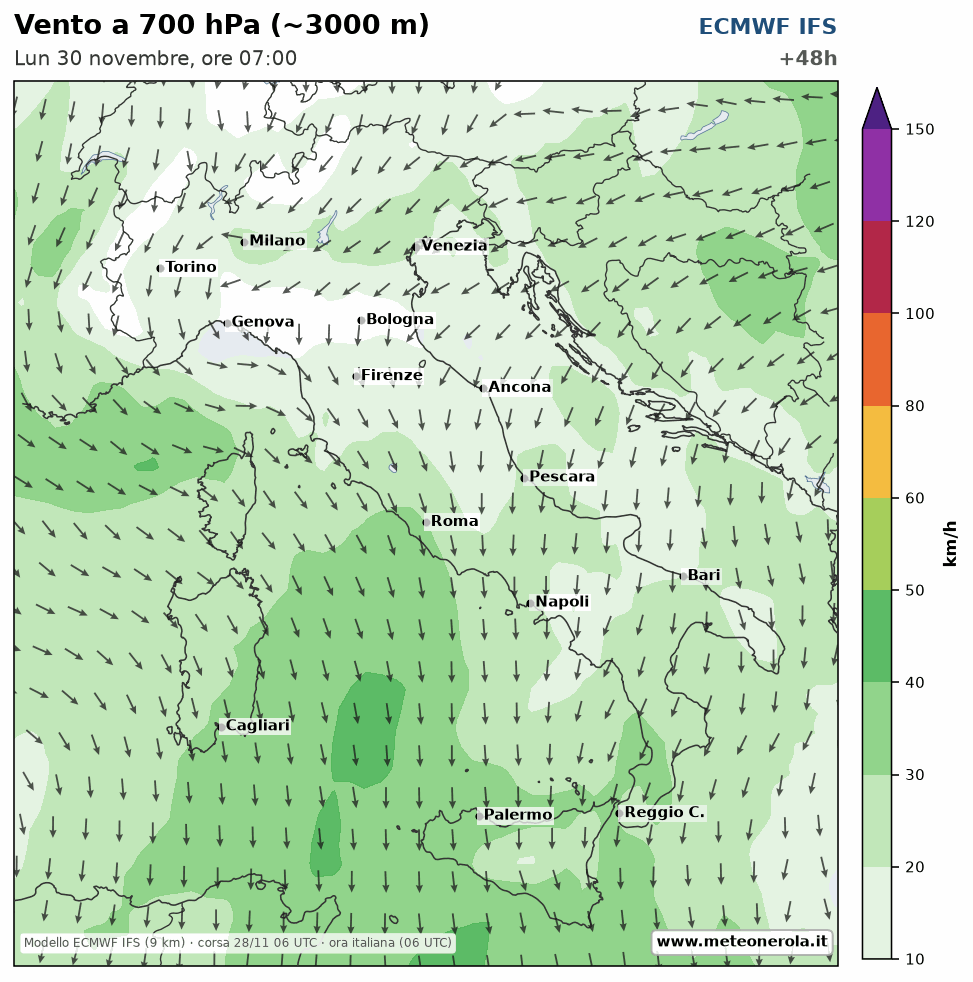 Vento a 700 hPa (~3000 m)
ECMWF IFS
Lun 30 novembre, ore 07:00
+48h
150
120
100
80
60
50
40
30
20
10
km/h
Milano
Venezia
Torino
Genova
Bologna
Firenze
Ancona
Pescara
Roma
Bari
Napoli
Cagliari
Palermo
Reggio C.
Modello ECMWF IFS (9 km) · corsa 28/11 06 UTC · ora italiana (06 UTC)
www.meteonerola.it